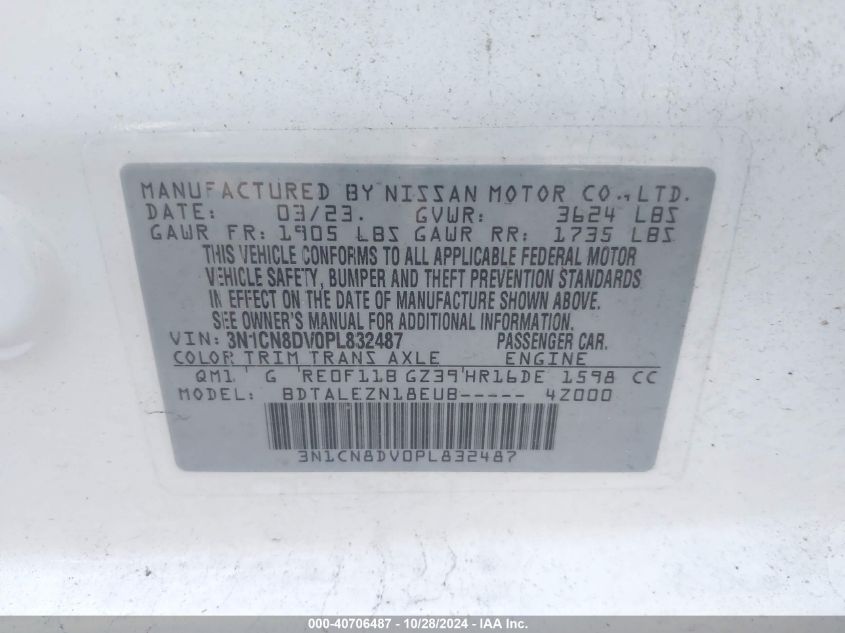 MANUFACTURED BY NISSAN MOTOR CO., LTD.
DATE: 03/23. GVWR: 3624 LBS
GAWR FR: 1905 LBS GAWR RR: 1735 LBS
THIS VEHICLE CONFORMS TO ALL APPLICABLE FEDERAL MOTOR
VEHICLE SAFETY, BUMPER AND THEFT PREVENTION STANDARDS
IN EFFECT ON THE DATE OF MANUFACTURE SHOWN ABOVE.
SEE OWNER'S MANUAL FOR ADDITIONAL INFORMATION.
VIN: 3N1CN8DV0PL832487 PASSENGER CAR.
COLOR TRIM TRANS AXLE ENGINE
QM1 G RE0F11B GZ39 HR16DE 1598 CC
MODEL: BDTALEZN18EUB----- 4Z000
3N1CN8DV0PL832487
000-40706487 - 10/28/2024 - IAA Inc.